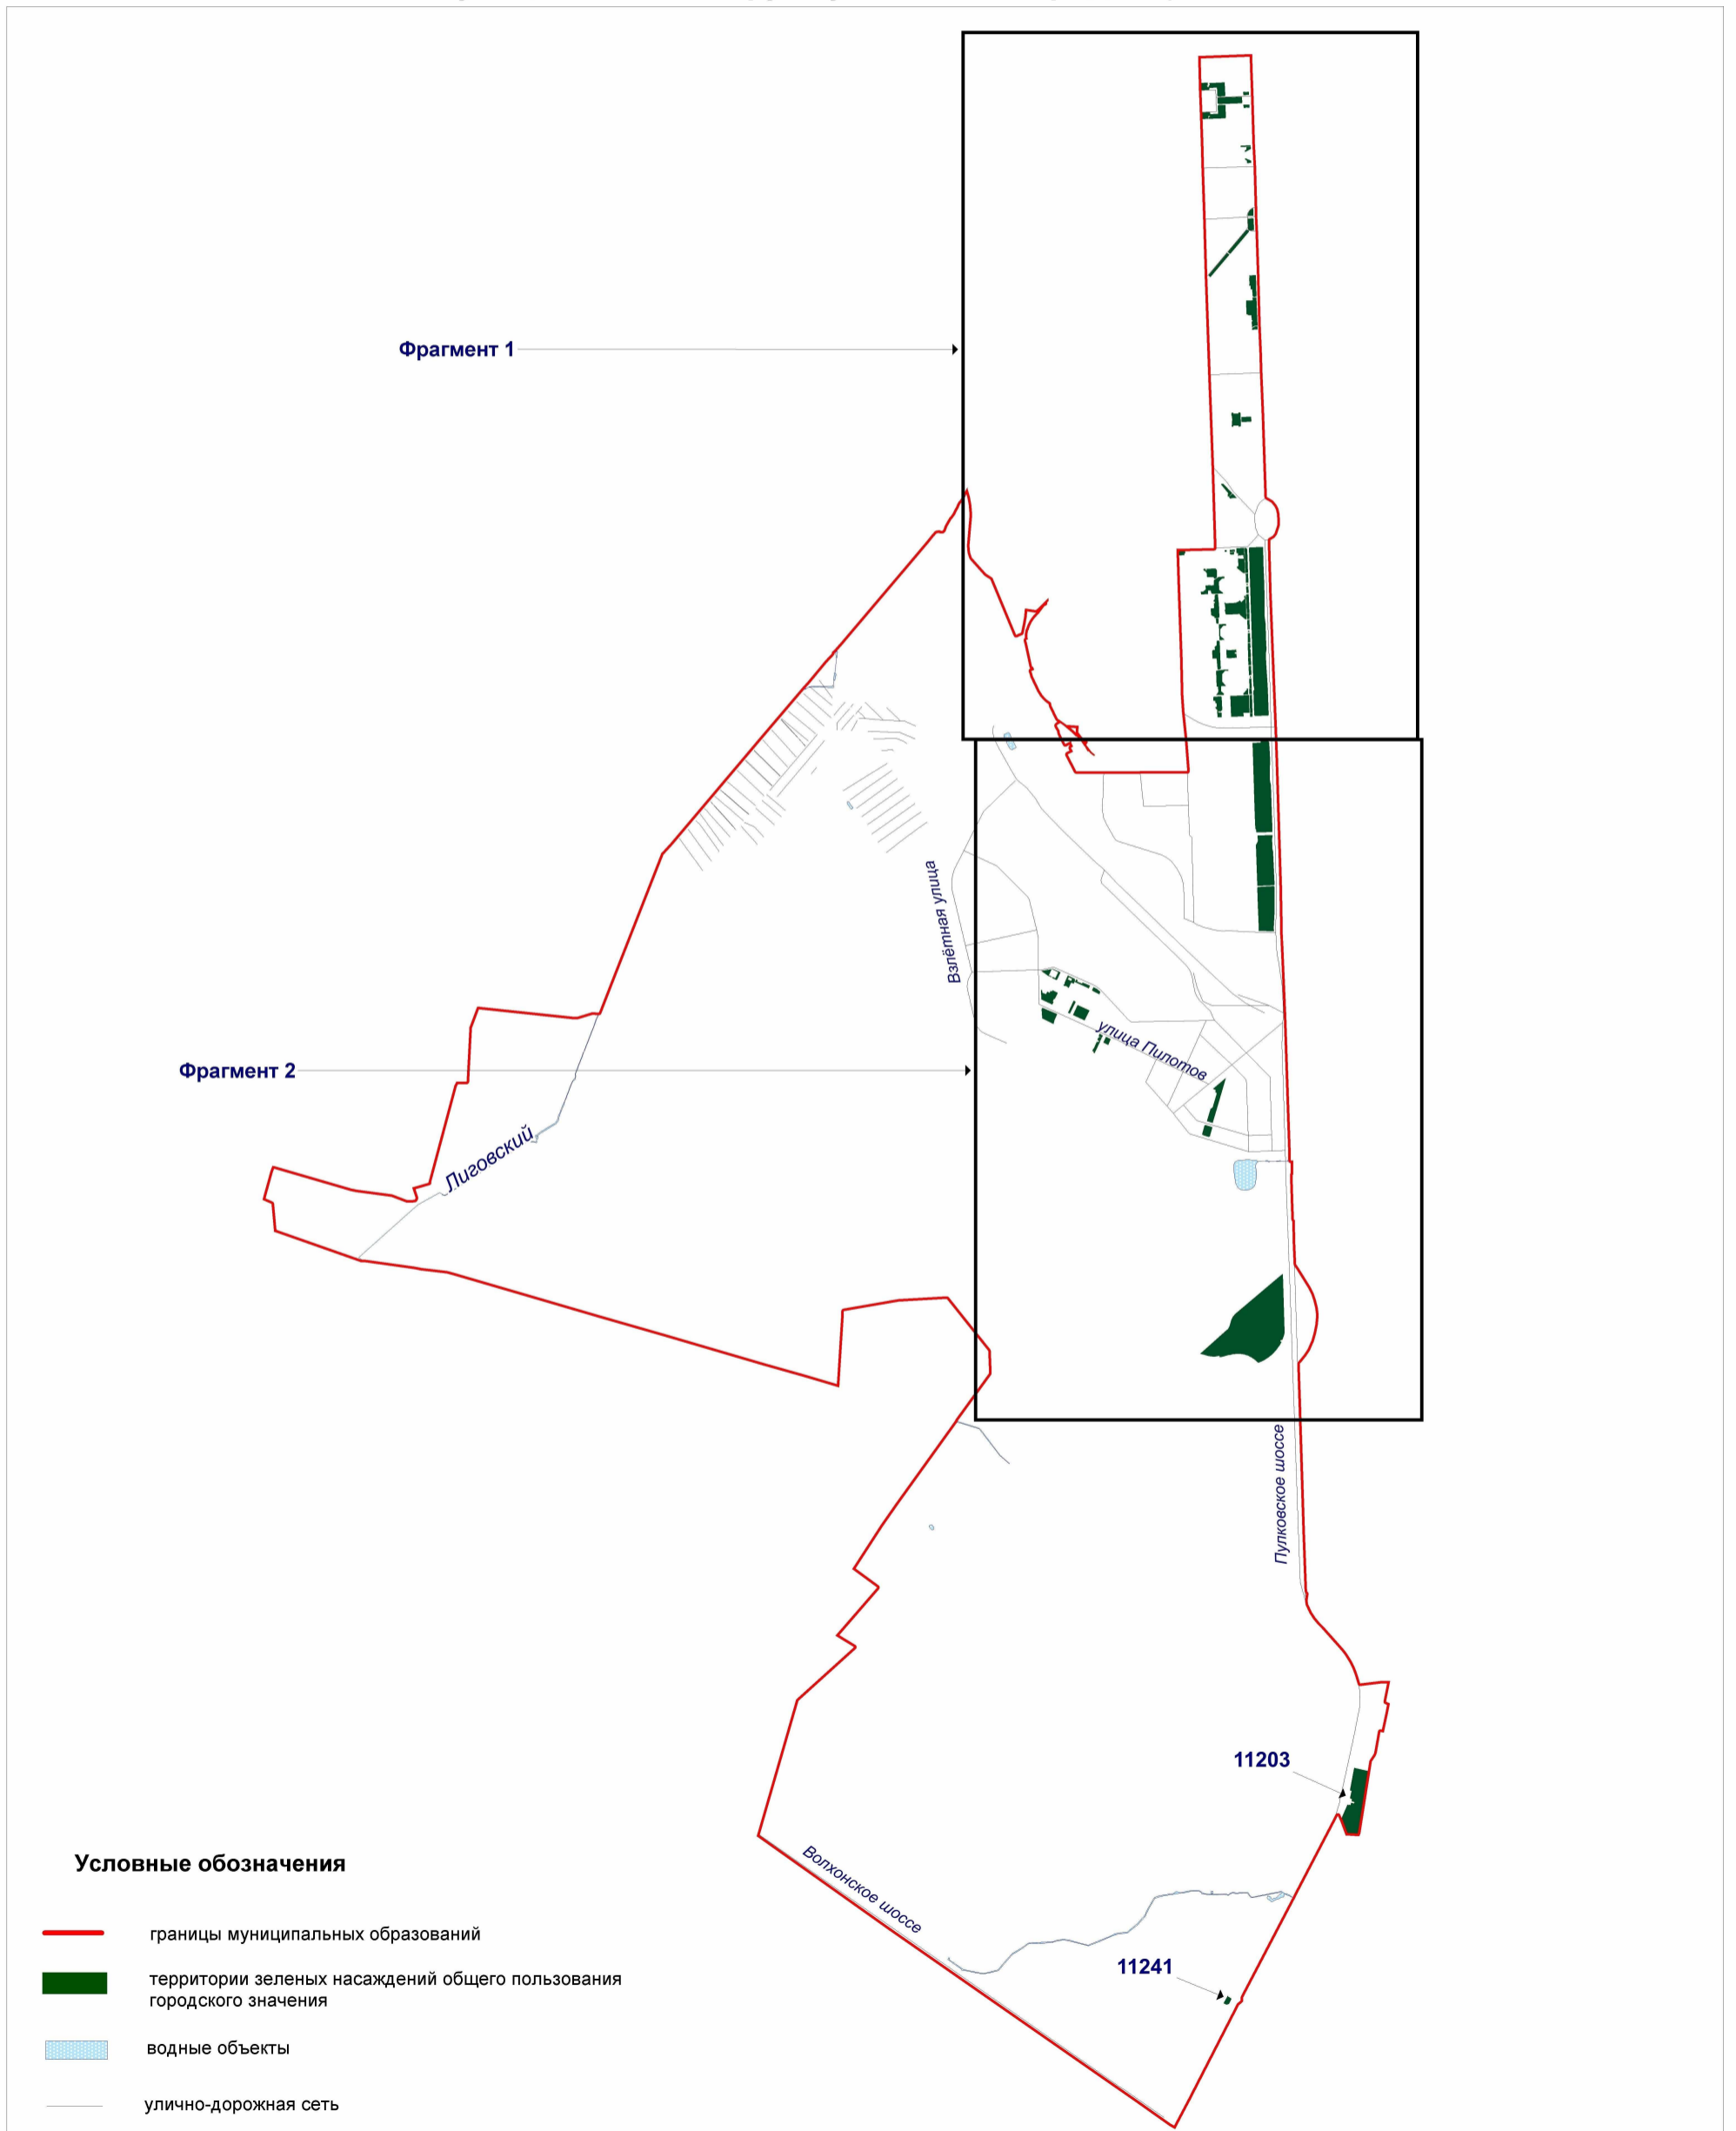 Фрагмент 1
Взлётная улица
улица Пилотов
Фрагмент 2
Лиговский
Пулковское шоссе
11203
Волхонское шоссе
11241
Условные обозначения
границы муниципальных образований
территории зеленых насаждений общего пользования
городского значения
водные объекты
улично-дорожная сеть